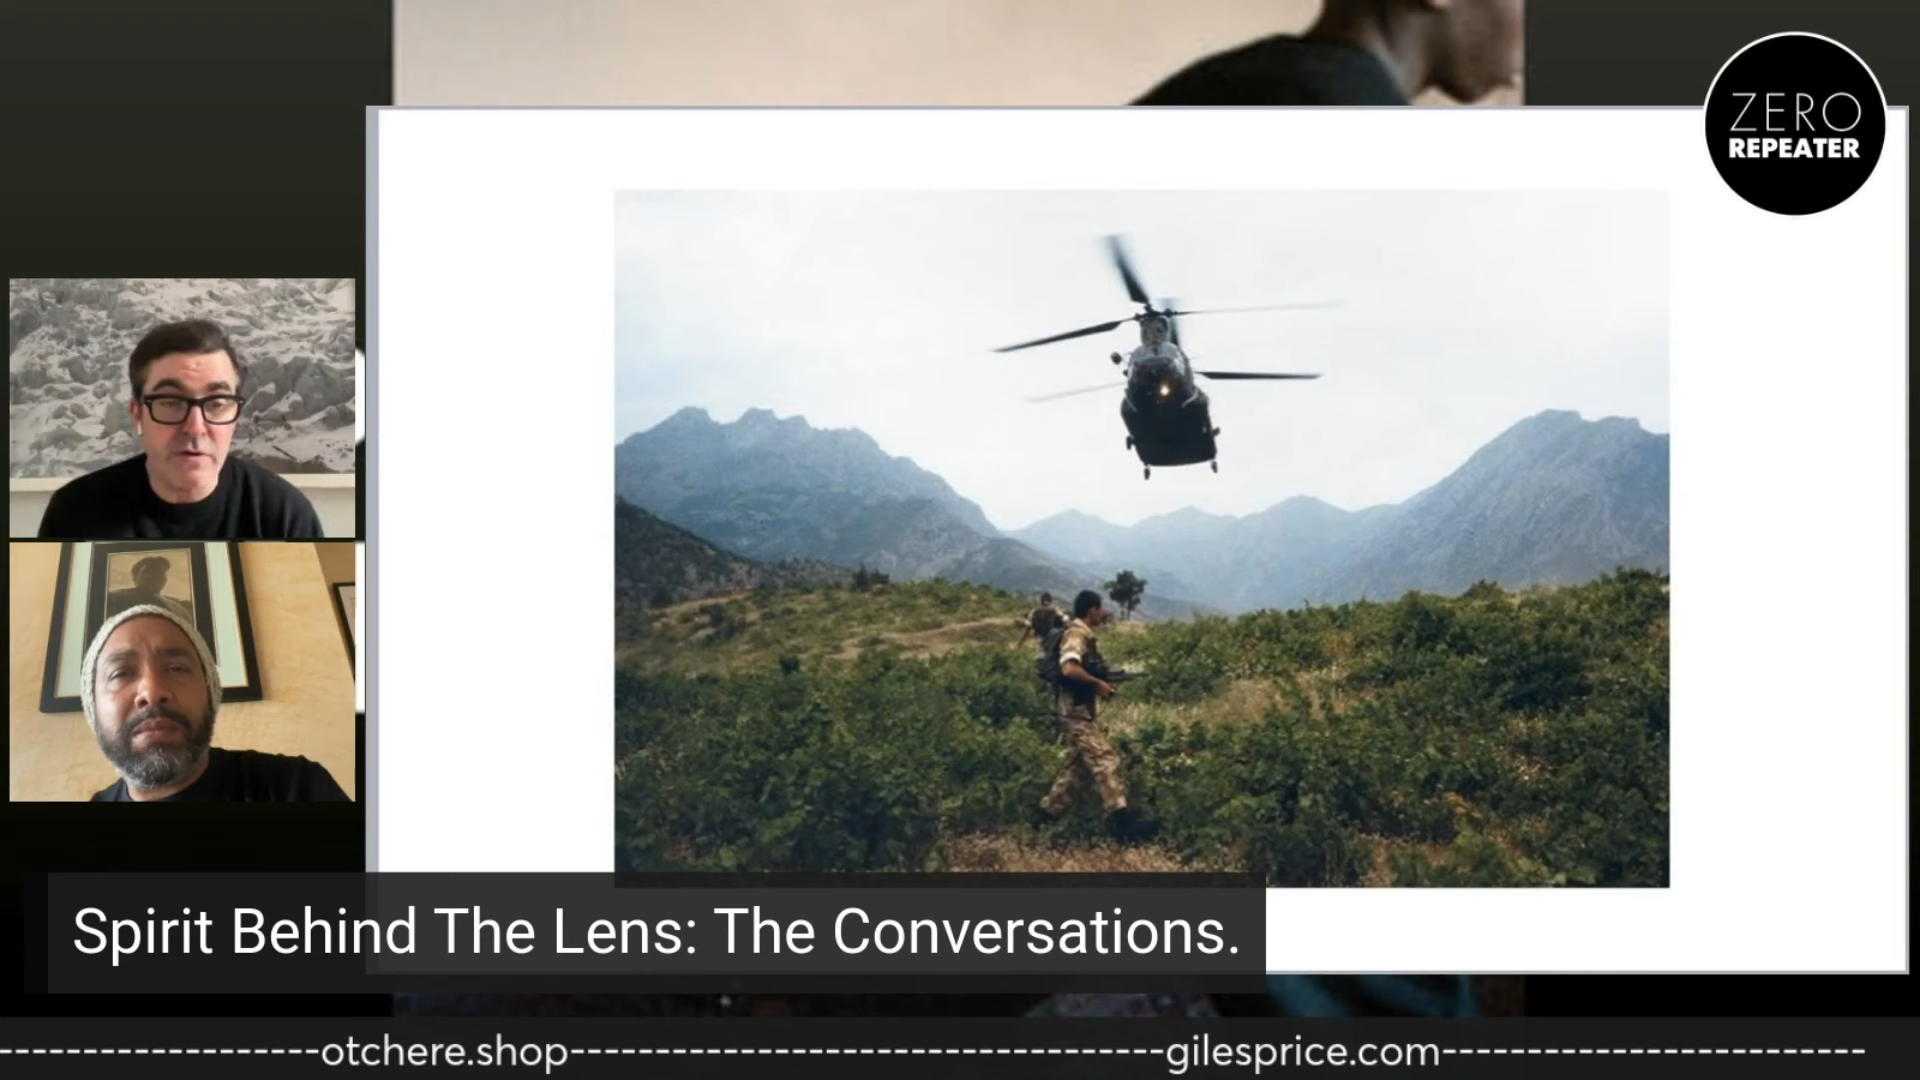 ZERO
REPEATER
Spirit Behind The Lens: The Conversations.
--------------------otchere.shop-------------------------------------gilesprice.com--------------------------